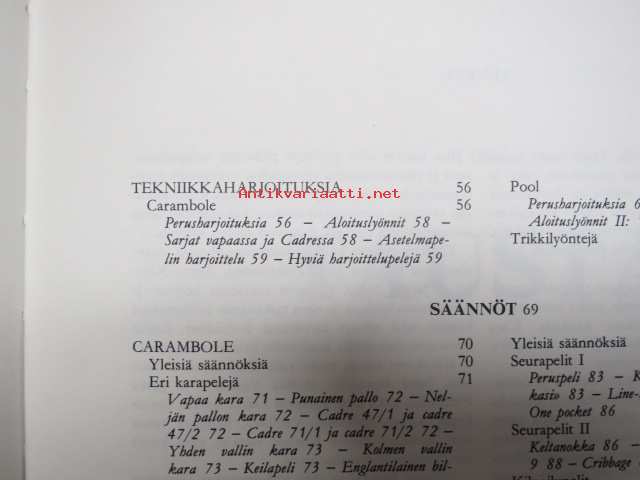 Antikvariaatti.net
TEKNIIKKAHARJOITUKSIA 56
Carambole 56
Perusharjoituksia 56 – Aloituslyönnit 58 –
Sarjat vapaassa ja Cadressa 58 – Asetelmape-
lin harjoittelu 59 – Hyviä harjoittelupelejä 59
Pool
Perusharjoituksia 6
Aloituslyönnit II:
Trikkilyöntejä
SÄÄNNÖT 69
CARAMBOLE 70
Yleisiä säännöksiä 70
Eri karapelejä 71
Vapaa kara 71 – Punainen pallo 72 – Nel-
jän pallon kara 72 – Cadre 47/1 ja cadre
47/2 72 – Cadre 71/1 ja cadre 71/2 72 –
Yhden vallin kara 73 – Kolmen vallin
kara 73 – Keilapeli 73 – Englantilainen bil-
Yleisiä säännöksiä
Seurapelit I
Peruspeli 83 – K
kasio 83 – Line-
One pocket 86
Seurapelit II
Keltanokka 86 –
9 88 – Cribbage